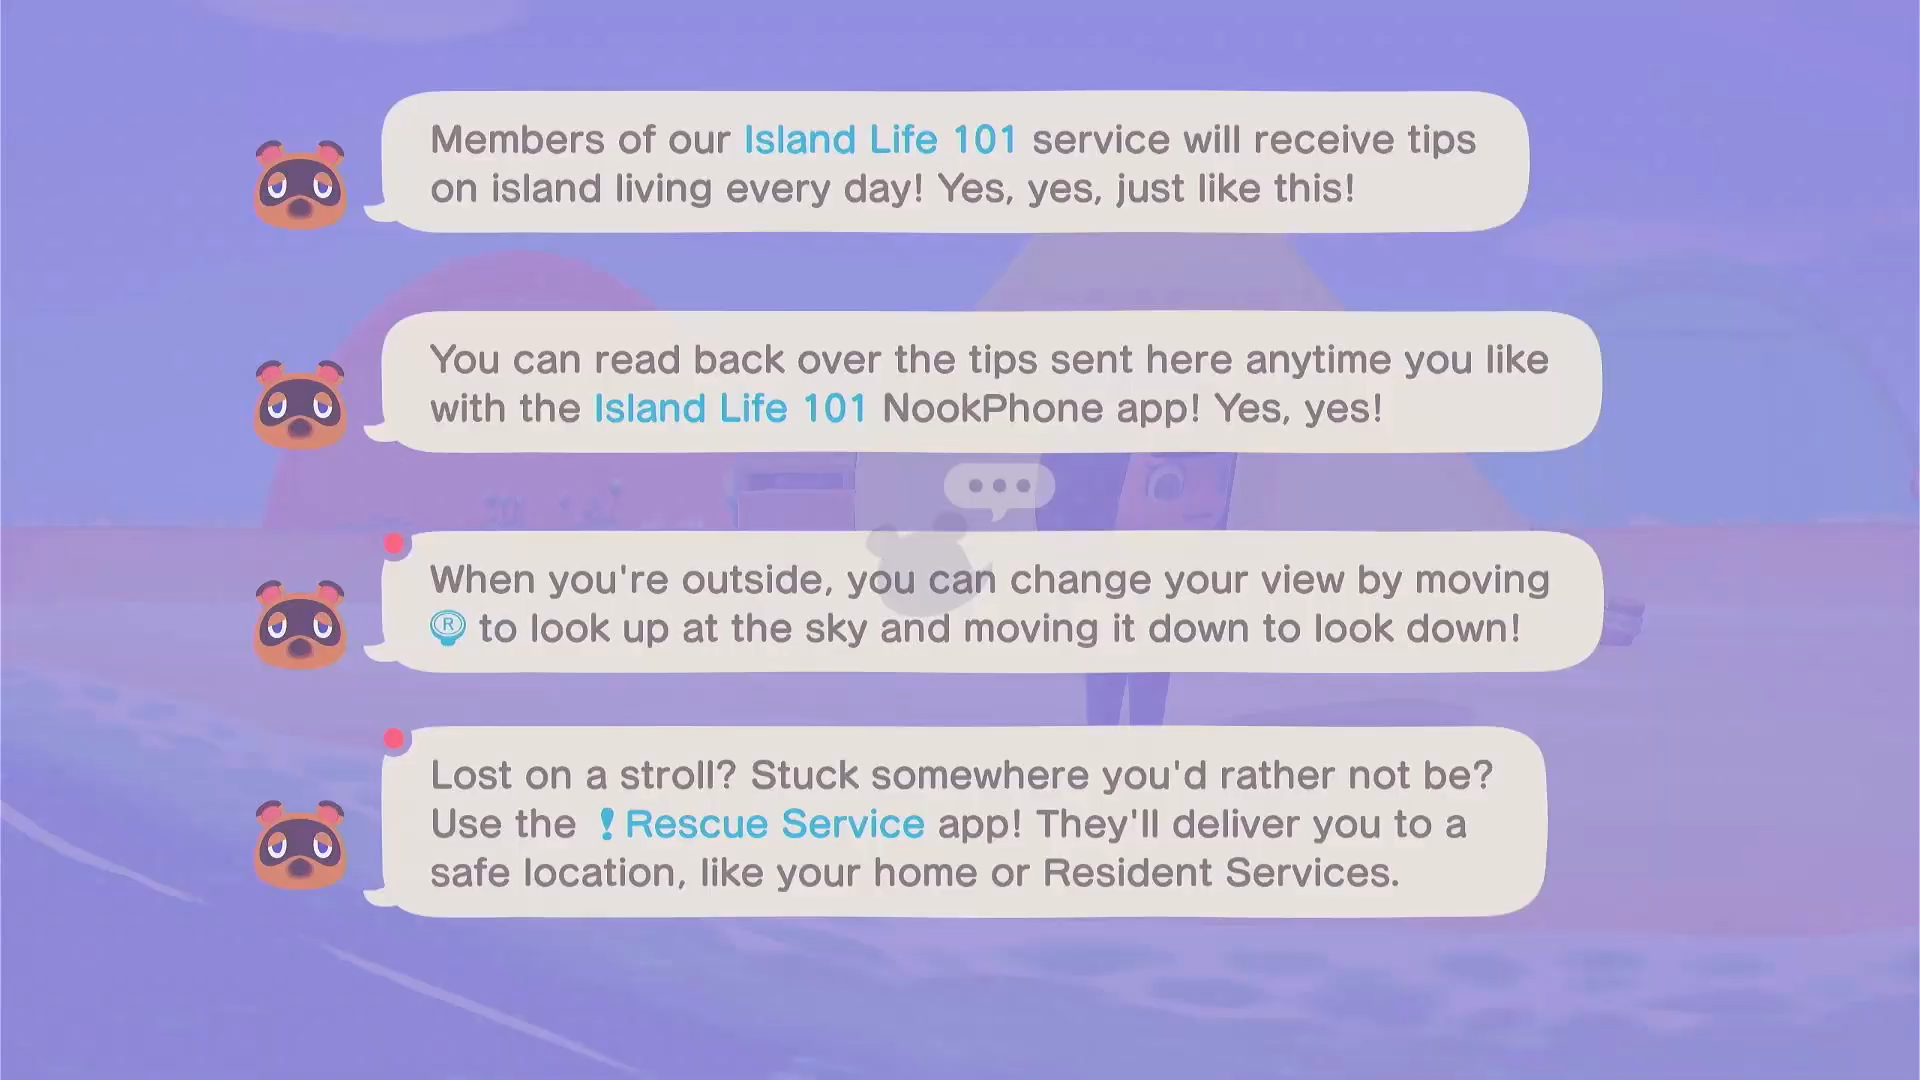 Members of our Island Life 101 service will receive tips
on island living every day! Yes, yes, just like this!
You can read back over the tips sent here anytime you like
with the Island Life 101 NookPhone app! Yes, yes!
When you're outside, you can change your view by moving
Ⓡ to look up at the sky and moving it down to look down!
Lost on a stroll? Stuck somewhere you'd rather not be?
Use the ! Rescue Service app! They'll deliver you to a
safe location, like your home or Resident Services.